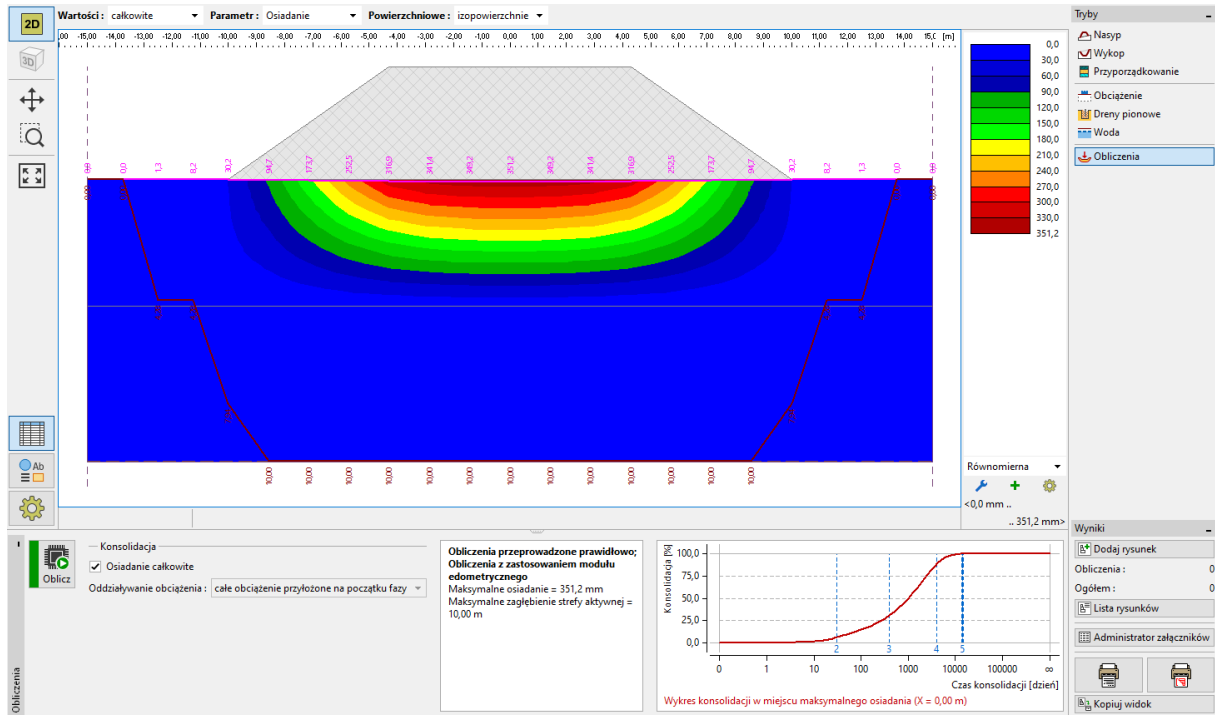 2D
Wartości : całkowite Parametr : Osiadanie Powierzchniowe : izopowierzchnie
3D
,00 -15,00 -14,00 -13,00 -12,00 -11,00 -10,00 -9,00 -8,00 -7,00 -6,00 -5,00 -4,00 -3,00 -2,00 -1,00 0,00 1,00 2,00 3,00 4,00 5,00 6,00 7,00 8,00 9,00 10,00 11,00 12,00 13,00 14,00 15,( [m]
0,0 0,0 1,3 8,2 30,2 94,7 173,7 252,5 316,9 341,4 349,2 351,2 349,2 341,4 316,9 252,5 173,7 94,7 30,2 8,2 1,3 0,0 0,0
10,00 10,00 10,00 10,00 10,00 10,00 10,00 10,00 10,00 10,00 10,00 10,00 10,00
0,0
30,0
60,0
90,0
120,0
150,0
180,0
210,0
240,0
270,0
300,0
330,0
351,2
Równomierna
<0,0 mm ..
.. 351,2 mm>
Tryby
Nasyp
Wykop
Przyporządkowanie
Obciążenie
Dreny pionowe
Woda
Obliczenia
Ab
Obliczenia
Oblicz
Konsolidacja
Osiadanie całkowite
Oddziaływanie obciążenia : całe obciążenie przyłożone na początku fazy
Obliczenia przeprowadzone prawidłowo;
Obliczenia z zastosowaniem modułu
edometrycznego
Maksymalne osiadanie = 351,2 mm
Maksymalne zagłębienie strefy aktywnej =
10,00 m
Konsolidacja [%]
100,0
75,0
50,0
25,0
0,0
2 3 4 5
0 1 10 100 1000 10000 100000 ∞
Czas konsolidacji [dzień]
Wykres konsolidacji w miejscu maksymalnego osiadania (X = 0,00 m)
Wyniki
Dodaj rysunek
Obliczenia : 0
Ogółem : 0
Lista rysunków
Administrator załączników
Kopiuj widok